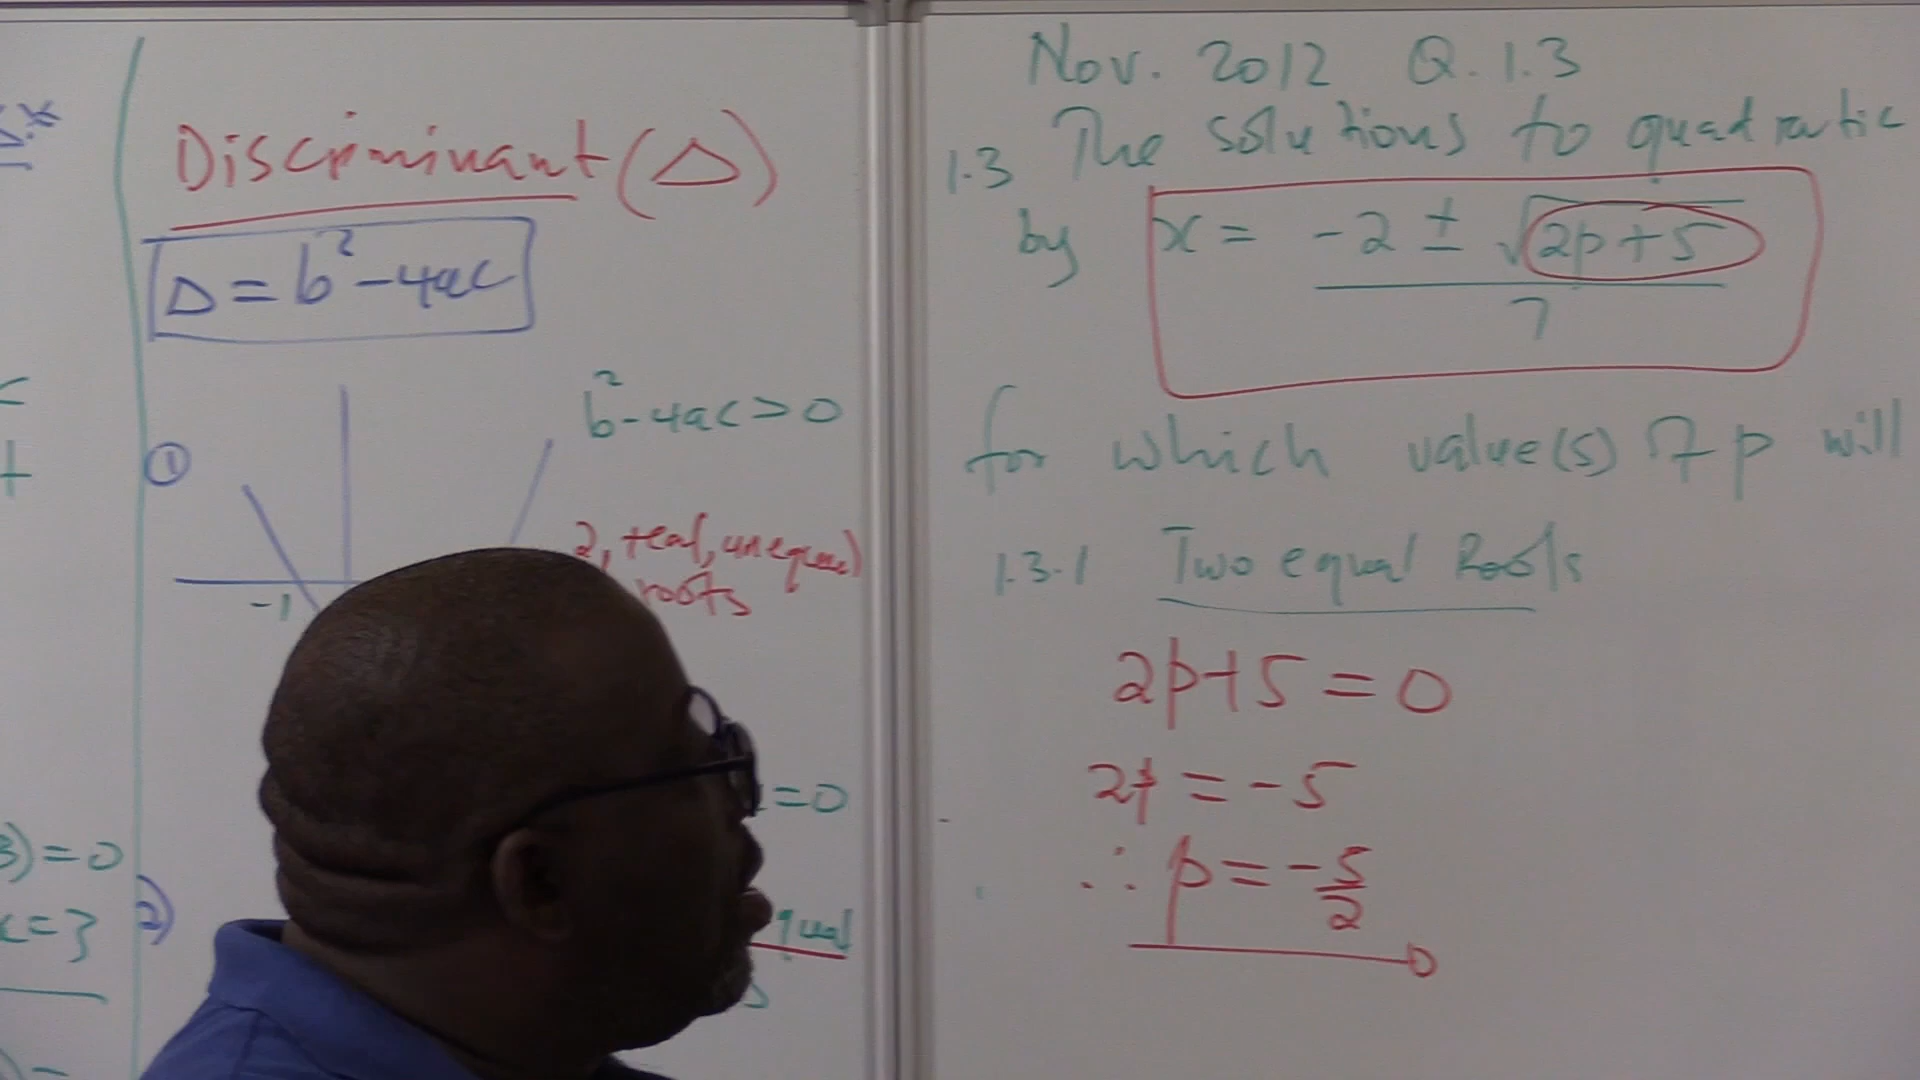 Discriminant (Δ)
Δ = b² - 4ac
①
b² - 4ac > 0
2, real, unequal
roots
-1
= 0
3) = 0
x = 3
2)
qual
Nov. 2012 Q. 1.3
1.3 The solutions to quadratic
by x = -2 ± √2p + 5
7
for which value(s) of p will
1.3.1 Two equal Roots
2p + 5 = 0
2p = -5
∴ p = -5
2